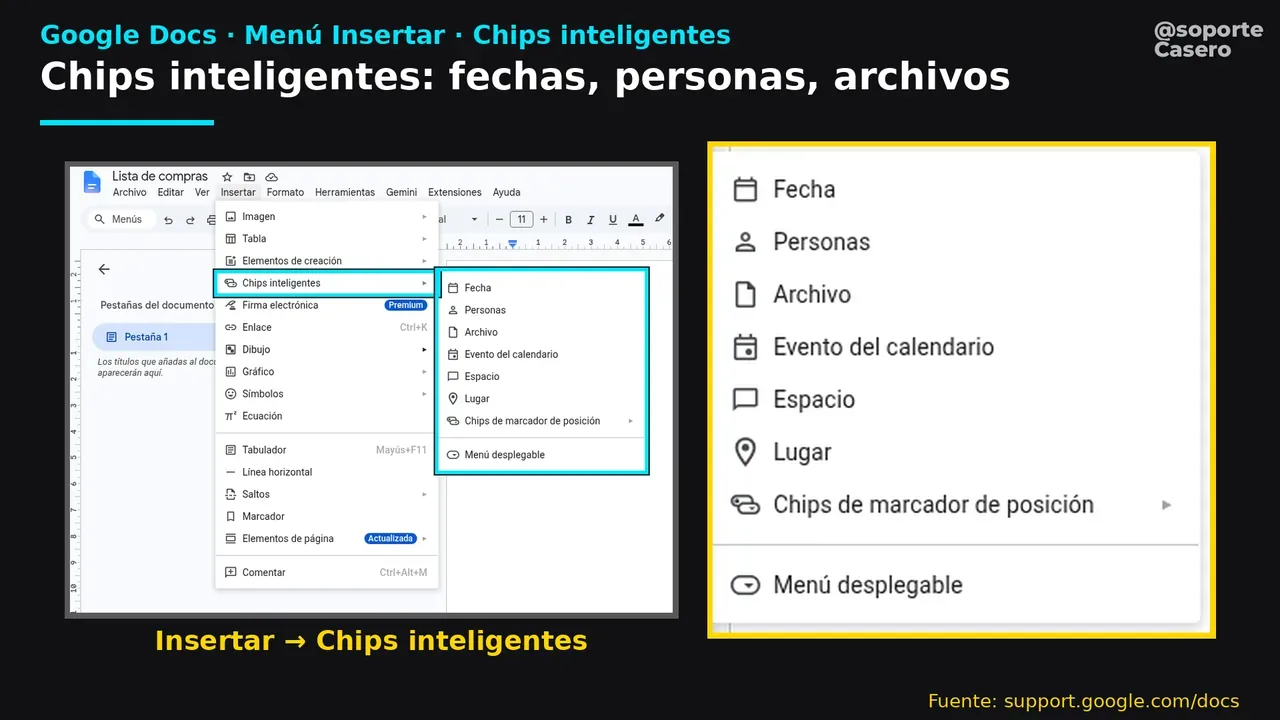 Google Docs · Menú Insertar · Chips inteligentes
@soporte
Casero
Chips inteligentes: fechas, personas, archivos
Lista de compras
Archivo Editar Ver Insertar Formato Herramientas Gemini Extensiones Ayuda
Menús
11
Imagen
Tabla
Elementos de creación
Chips inteligentes
Firma electrónica Premium
Enlace Ctrl+K
Dibujo
Gráfico
Símbolos
Ecuación
Tabulador Mayús+F11
Línea horizontal
Saltos
Marcador
Elementos de página Actualizada
Comentar Ctrl+Alt+M
Pestañas del documento
Pestaña 1
Los títulos que añadas al docu
aparecerán aquí.
Fecha
Personas
Archivo
Evento del calendario
Espacio
Lugar
Chips de marcador de posición
Menú desplegable
Fecha
Personas
Archivo
Evento del calendario
Espacio
Lugar
Chips de marcador de posición
Menú desplegable
Insertar → Chips inteligentes
Fuente: support.google.com/docs